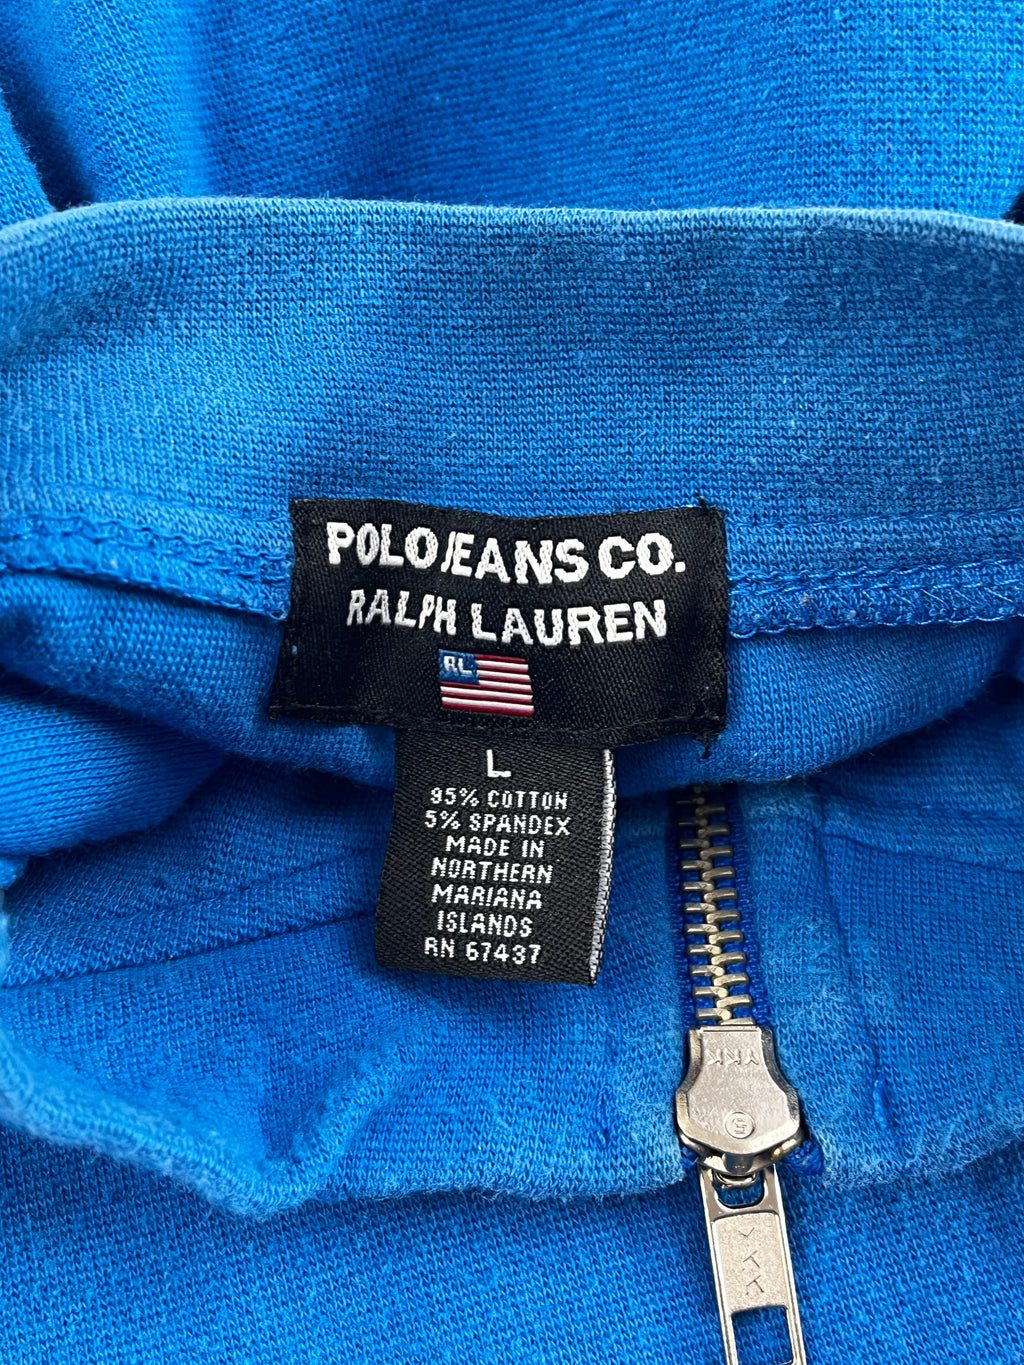 POLO JEANS CO.
RALPH LAUREN
RL
L
95% COTTON
5% SPANDEX
MADE IN
NORTHERN
MARIANA
ISLANDS
RN 67437
YKK
5
YKK